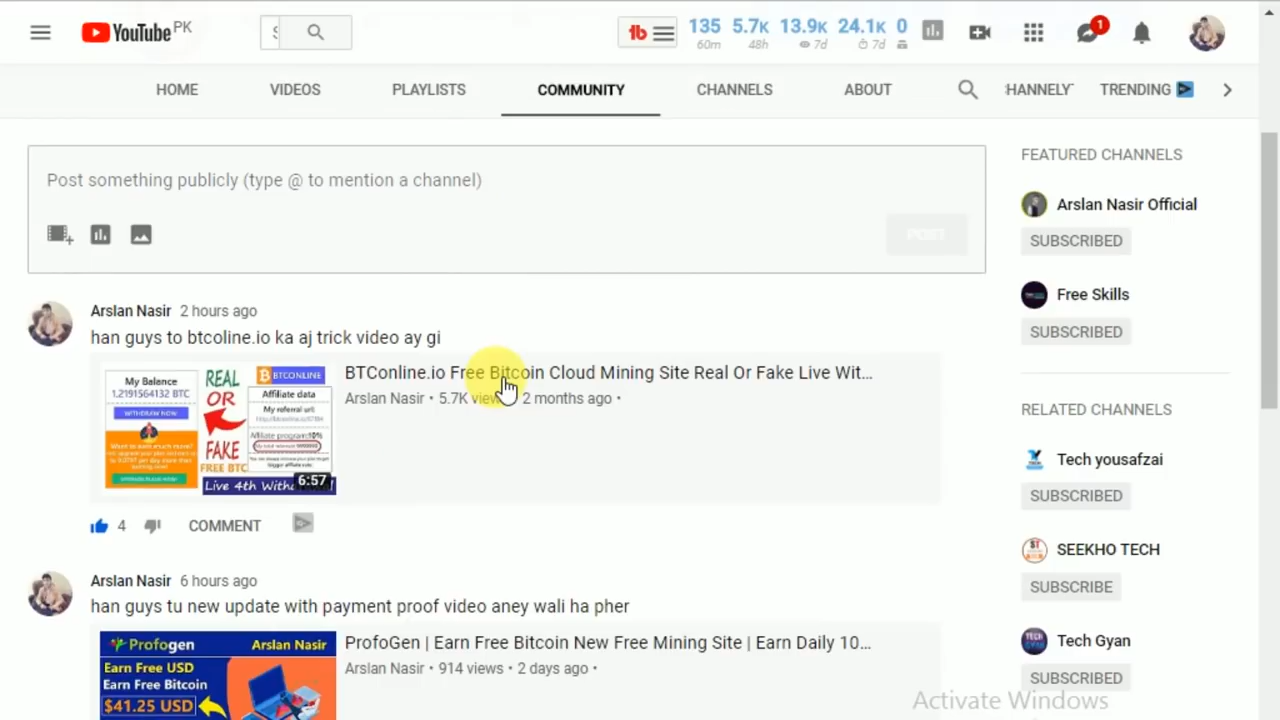 YouTube PK
135 5.7K 13.9K 24.1K 0
60m 48h 7d 7d
1
HOME VIDEOS PLAYLISTS COMMUNITY CHANNELS ABOUT HANNELY TRENDING
Post something publicly (type @ to mention a channel)
POST
Arslan Nasir 2 hours ago
han guys to btcoline.io ka aj trick video ay gi
BTConline.io Free Bitcoin Cloud Mining Site Real Or Fake Live Wit...
Arslan Nasir • 5.7K views • 2 months ago •
My Balance
1.2191564132 BTC
WITHDRAW NOW
REAL
OR
FAKE
FREE BTC
BTCONLINE
Affiliate data
My referral url:
Affiliate program:10%
Live 4th With
6:57
4 COMMENT
Arslan Nasir 6 hours ago
han guys tu new update with payment proof video aney wali ha pher
Profogen Arslan Nasir
Earn Free USD
Earn Free Bitcoin
$41.25 USD
ProfoGen | Earn Free Bitcoin New Free Mining Site | Earn Daily 10...
Arslan Nasir • 914 views • 2 days ago •
FEATURED CHANNELS
Arslan Nasir Official
SUBSCRIBED
Free Skills
SUBSCRIBED
RELATED CHANNELS
Tech yousafzai
SUBSCRIBED
SEEKHO TECH
SUBSCRIBE
Tech Gyan
SUBSCRIBED
Activate Windows